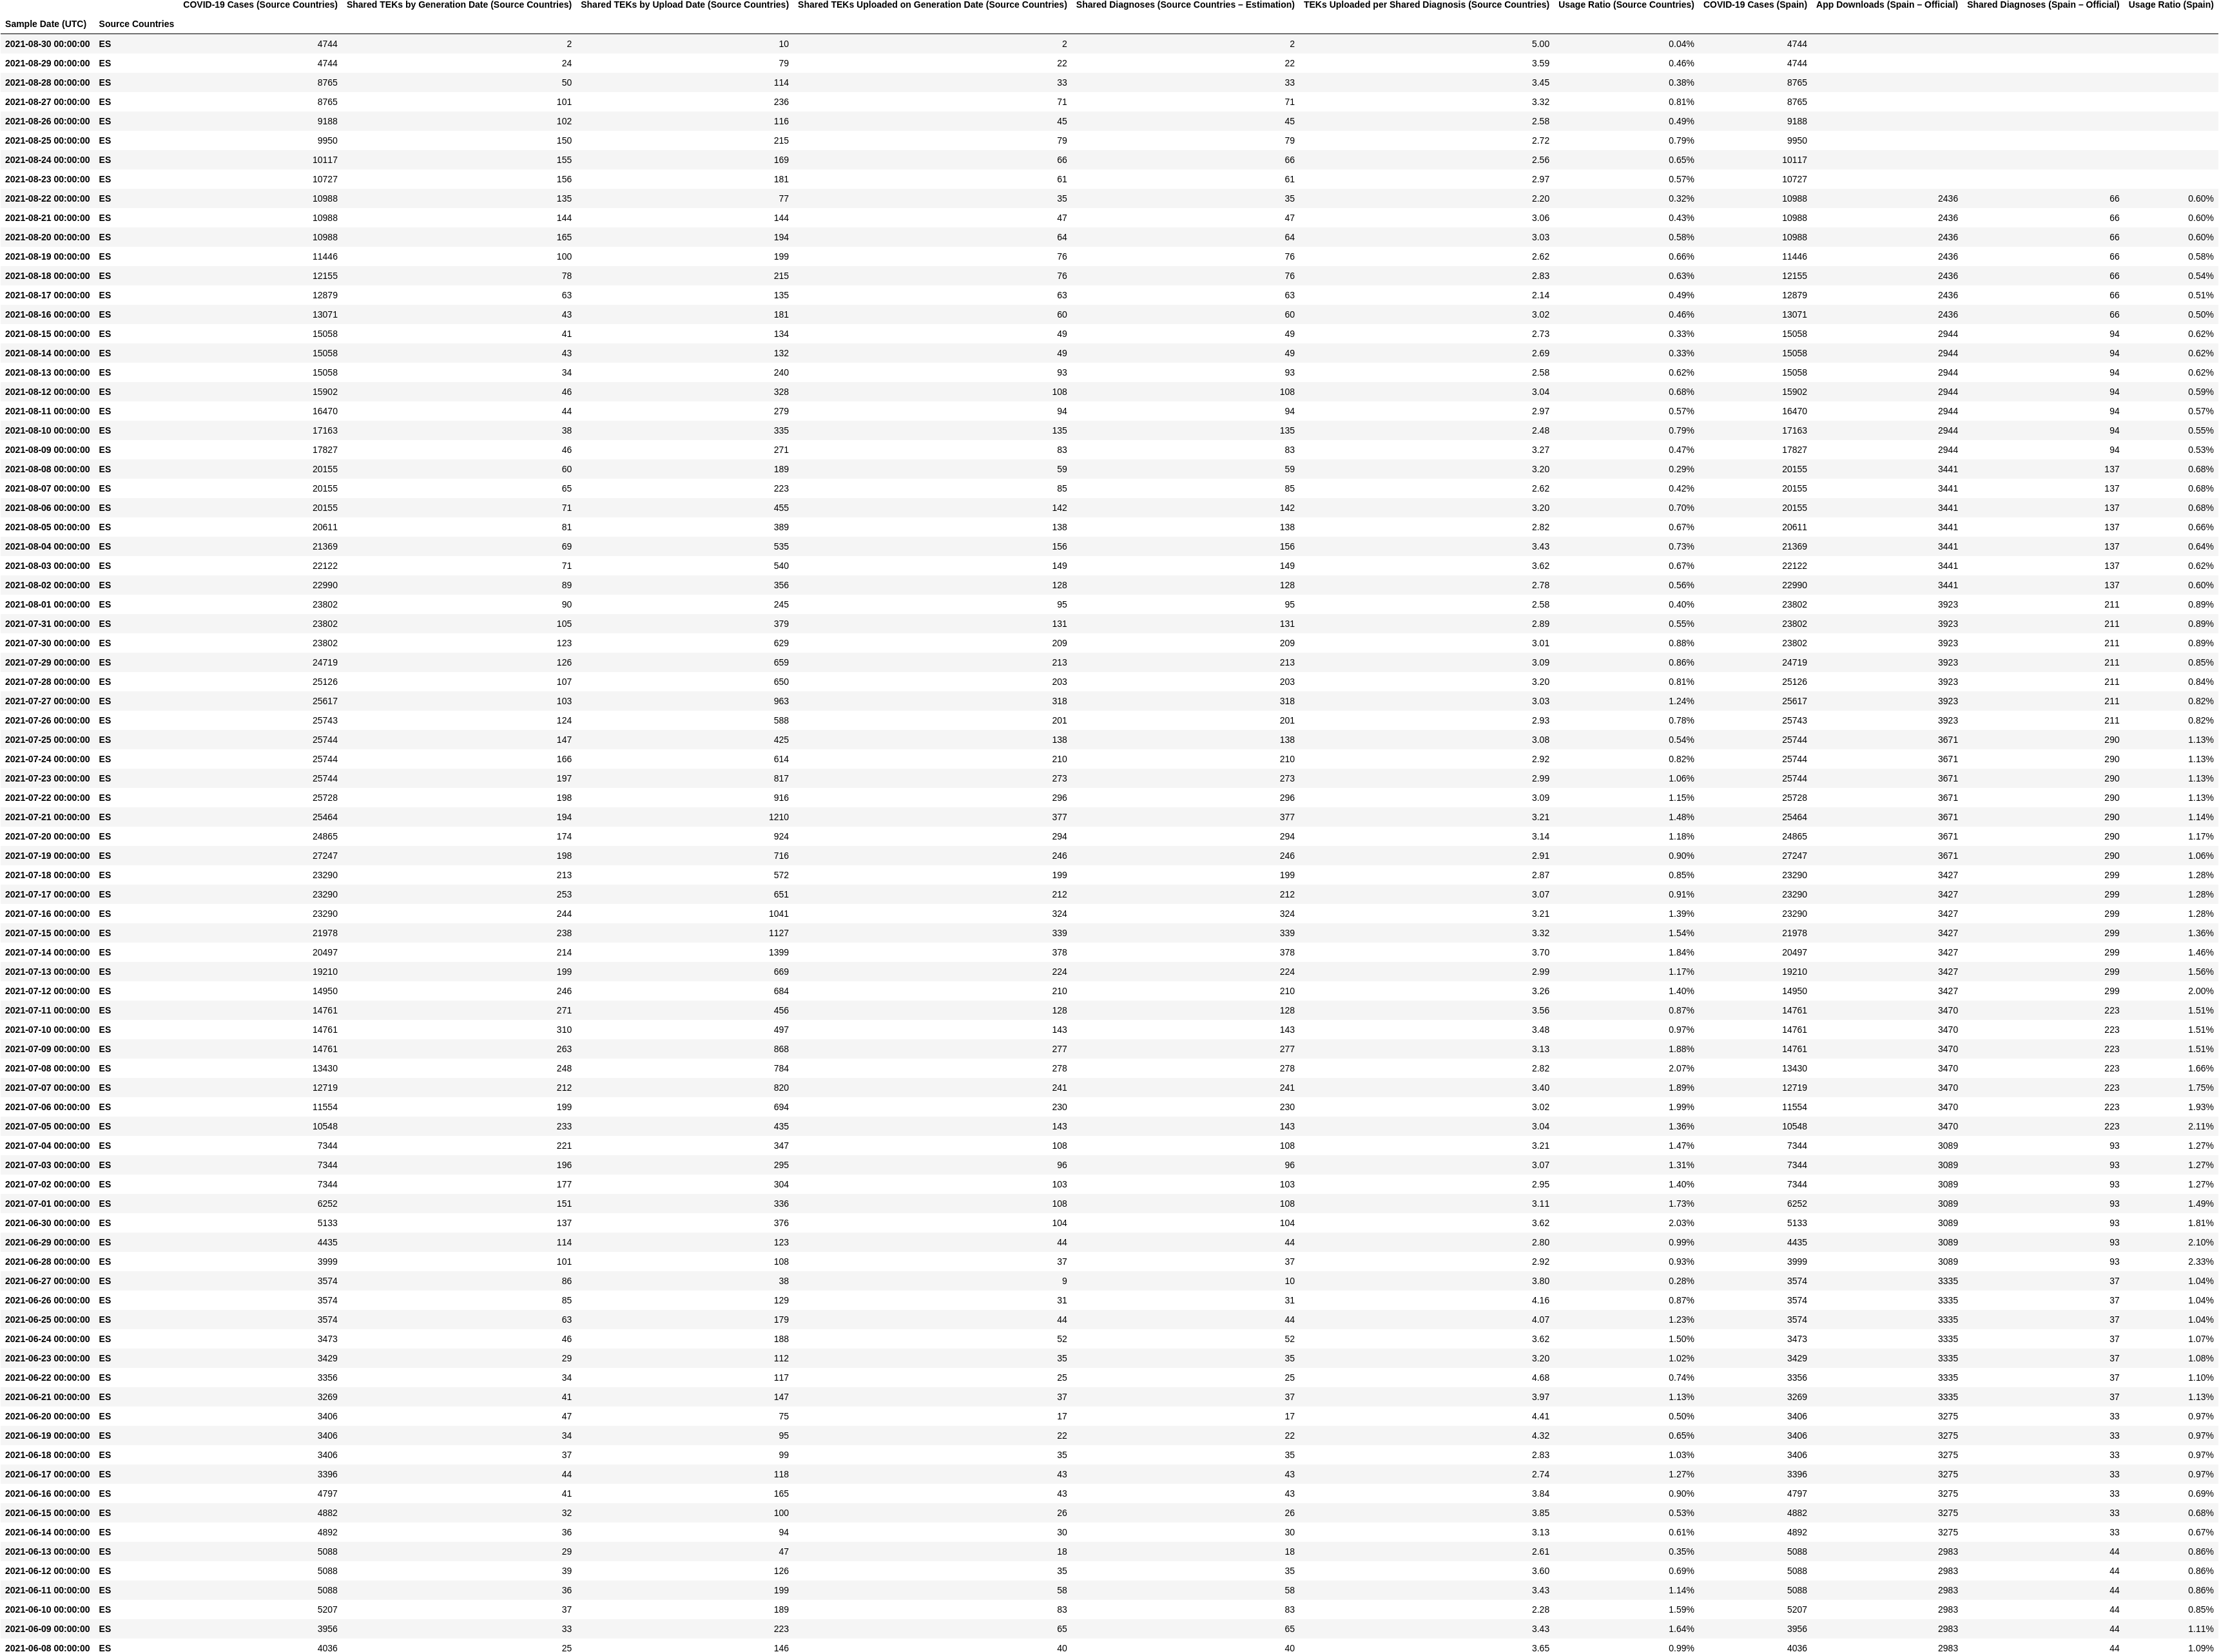 COVID-19 Cases (Source Countries) Shared TEKs by Generation Date (Source Countries) Shared TEKs by Upload Date (Source Countries) Shared TEKs Uploaded on Generation Date (Source Countries) Shared Diagnoses (Source Countries – Estimation) TEKs Uploaded per Shared Diagnosis (Source Countries) Usage Ratio (Source Countries) COVID-19 Cases (Spain) App Downloads (Spain – Official) Shared Diagnoses (Spain – Official) Usage Ratio (Spain)
Sample Date (UTC) Source Countries
2021-08-30 00:00:00 ES 4744 2 10 2 2 5.00 0.04% 4744
2021-08-29 00:00:00 ES 4744 24 79 22 22 3.59 0.46% 4744
2021-08-28 00:00:00 ES 8765 50 114 33 33 3.45 0.38% 8765
2021-08-27 00:00:00 ES 8765 101 236 71 71 3.32 0.81% 8765
2021-08-26 00:00:00 ES 9188 102 116 45 45 2.58 0.49% 9188
2021-08-25 00:00:00 ES 9950 150 215 79 79 2.72 0.79% 9950
2021-08-24 00:00:00 ES 10117 155 169 66 66 2.56 0.65% 10117
2021-08-23 00:00:00 ES 10727 156 181 61 61 2.97 0.57% 10727
2021-08-22 00:00:00 ES 10988 135 77 35 35 2.20 0.32% 10988 2436 66 0.60%
2021-08-21 00:00:00 ES 10988 144 144 47 47 3.06 0.43% 10988 2436 66 0.60%
2021-08-20 00:00:00 ES 10988 165 194 64 64 3.03 0.58% 10988 2436 66 0.60%
2021-08-19 00:00:00 ES 11446 100 199 76 76 2.62 0.66% 11446 2436 66 0.58%
2021-08-18 00:00:00 ES 12155 78 215 76 76 2.83 0.63% 12155 2436 66 0.54%
2021-08-17 00:00:00 ES 12879 63 135 63 63 2.14 0.49% 12879 2436 66 0.51%
2021-08-16 00:00:00 ES 13071 43 181 60 60 3.02 0.46% 13071 2436 66 0.50%
2021-08-15 00:00:00 ES 15058 41 134 49 49 2.73 0.33% 15058 2944 94 0.62%
2021-08-14 00:00:00 ES 15058 43 132 49 49 2.69 0.33% 15058 2944 94 0.62%
2021-08-13 00:00:00 ES 15058 34 240 93 93 2.58 0.62% 15058 2944 94 0.62%
2021-08-12 00:00:00 ES 15902 46 328 108 108 3.04 0.68% 15902 2944 94 0.59%
2021-08-11 00:00:00 ES 16470 44 279 94 94 2.97 0.57% 16470 2944 94 0.57%
2021-08-10 00:00:00 ES 17163 38 335 135 135 2.48 0.79% 17163 2944 94 0.55%
2021-08-09 00:00:00 ES 17827 46 271 83 83 3.27 0.47% 17827 2944 94 0.53%
2021-08-08 00:00:00 ES 20155 60 189 59 59 3.20 0.29% 20155 3441 137 0.68%
2021-08-07 00:00:00 ES 20155 65 223 85 85 2.62 0.42% 20155 3441 137 0.68%
2021-08-06 00:00:00 ES 20155 71 455 142 142 3.20 0.70% 20155 3441 137 0.68%
2021-08-05 00:00:00 ES 20611 81 389 138 138 2.82 0.67% 20611 3441 137 0.66%
2021-08-04 00:00:00 ES 21369 69 535 156 156 3.43 0.73% 21369 3441 137 0.64%
2021-08-03 00:00:00 ES 22122 71 540 149 149 3.62 0.67% 22122 3441 137 0.62%
2021-08-02 00:00:00 ES 22990 89 356 128 128 2.78 0.56% 22990 3441 137 0.60%
2021-08-01 00:00:00 ES 23802 90 245 95 95 2.58 0.40% 23802 3923 211 0.89%
2021-07-31 00:00:00 ES 23802 105 379 131 131 2.89 0.55% 23802 3923 211 0.89%
2021-07-30 00:00:00 ES 23802 123 629 209 209 3.01 0.88% 23802 3923 211 0.89%
2021-07-29 00:00:00 ES 24719 126 659 213 213 3.09 0.86% 24719 3923 211 0.85%
2021-07-28 00:00:00 ES 25126 107 650 203 203 3.20 0.81% 25126 3923 211 0.84%
2021-07-27 00:00:00 ES 25617 103 963 318 318 3.03 1.24% 25617 3923 211 0.82%
2021-07-26 00:00:00 ES 25743 124 588 201 201 2.93 0.78% 25743 3923 211 0.82%
2021-07-25 00:00:00 ES 25744 147 425 138 138 3.08 0.54% 25744 3671 290 1.13%
2021-07-24 00:00:00 ES 25744 166 614 210 210 2.92 0.82% 25744 3671 290 1.13%
2021-07-23 00:00:00 ES 25744 197 817 273 273 2.99 1.06% 25744 3671 290 1.13%
2021-07-22 00:00:00 ES 25728 198 916 296 296 3.09 1.15% 25728 3671 290 1.13%
2021-07-21 00:00:00 ES 25464 194 1210 377 377 3.21 1.48% 25464 3671 290 1.14%
2021-07-20 00:00:00 ES 24865 174 924 294 294 3.14 1.18% 24865 3671 290 1.17%
2021-07-19 00:00:00 ES 27247 198 716 246 246 2.91 0.90% 27247 3671 290 1.06%
2021-07-18 00:00:00 ES 23290 213 572 199 199 2.87 0.85% 23290 3427 299 1.28%
2021-07-17 00:00:00 ES 23290 253 651 212 212 3.07 0.91% 23290 3427 299 1.28%
2021-07-16 00:00:00 ES 23290 244 1041 324 324 3.21 1.39% 23290 3427 299 1.28%
2021-07-15 00:00:00 ES 21978 238 1127 339 339 3.32 1.54% 21978 3427 299 1.36%
2021-07-14 00:00:00 ES 20497 214 1399 378 378 3.70 1.84% 20497 3427 299 1.46%
2021-07-13 00:00:00 ES 19210 199 669 224 224 2.99 1.17% 19210 3427 299 1.56%
2021-07-12 00:00:00 ES 14950 246 684 210 210 3.26 1.40% 14950 3427 299 2.00%
2021-07-11 00:00:00 ES 14761 271 456 128 128 3.56 0.87% 14761 3470 223 1.51%
2021-07-10 00:00:00 ES 14761 310 497 143 143 3.48 0.97% 14761 3470 223 1.51%
2021-07-09 00:00:00 ES 14761 263 868 277 277 3.13 1.88% 14761 3470 223 1.51%
2021-07-08 00:00:00 ES 13430 248 784 278 278 2.82 2.07% 13430 3470 223 1.66%
2021-07-07 00:00:00 ES 12719 212 820 241 241 3.40 1.89% 12719 3470 223 1.75%
2021-07-06 00:00:00 ES 11554 199 694 230 230 3.02 1.99% 11554 3470 223 1.93%
2021-07-05 00:00:00 ES 10548 233 435 143 143 3.04 1.36% 10548 3470 223 2.11%
2021-07-04 00:00:00 ES 7344 221 347 108 108 3.21 1.47% 7344 3089 93 1.27%
2021-07-03 00:00:00 ES 7344 196 295 96 96 3.07 1.31% 7344 3089 93 1.27%
2021-07-02 00:00:00 ES 7344 177 304 103 103 2.95 1.40% 7344 3089 93 1.27%
2021-07-01 00:00:00 ES 6252 151 336 108 108 3.11 1.73% 6252 3089 93 1.49%
2021-06-30 00:00:00 ES 5133 137 376 104 104 3.62 2.03% 5133 3089 93 1.81%
2021-06-29 00:00:00 ES 4435 114 123 44 44 2.80 0.99% 4435 3089 93 2.10%
2021-06-28 00:00:00 ES 3999 101 108 37 37 2.92 0.93% 3999 3089 93 2.33%
2021-06-27 00:00:00 ES 3574 86 38 9 10 3.80 0.28% 3574 3335 37 1.04%
2021-06-26 00:00:00 ES 3574 85 129 31 31 4.16 0.87% 3574 3335 37 1.04%
2021-06-25 00:00:00 ES 3574 63 179 44 44 4.07 1.23% 3574 3335 37 1.04%
2021-06-24 00:00:00 ES 3473 46 188 52 52 3.62 1.50% 3473 3335 37 1.07%
2021-06-23 00:00:00 ES 3429 29 112 35 35 3.20 1.02% 3429 3335 37 1.08%
2021-06-22 00:00:00 ES 3356 34 117 25 25 4.68 0.74% 3356 3335 37 1.10%
2021-06-21 00:00:00 ES 3269 41 147 37 37 3.97 1.13% 3269 3335 37 1.13%
2021-06-20 00:00:00 ES 3406 47 75 17 17 4.41 0.50% 3406 3275 33 0.97%
2021-06-19 00:00:00 ES 3406 34 95 22 22 4.32 0.65% 3406 3275 33 0.97%
2021-06-18 00:00:00 ES 3406 37 99 35 35 2.83 1.03% 3406 3275 33 0.97%
2021-06-17 00:00:00 ES 3396 44 118 43 43 2.74 1.27% 3396 3275 33 0.97%
2021-06-16 00:00:00 ES 4797 41 165 43 43 3.84 0.90% 4797 3275 33 0.69%
2021-06-15 00:00:00 ES 4882 32 100 26 26 3.85 0.53% 4882 3275 33 0.68%
2021-06-14 00:00:00 ES 4892 36 94 30 30 3.13 0.61% 4892 3275 33 0.67%
2021-06-13 00:00:00 ES 5088 29 47 18 18 2.61 0.35% 5088 2983 44 0.86%
2021-06-12 00:00:00 ES 5088 39 126 35 35 3.60 0.69% 5088 2983 44 0.86%
2021-06-11 00:00:00 ES 5088 36 199 58 58 3.43 1.14% 5088 2983 44 0.86%
2021-06-10 00:00:00 ES 5207 37 189 83 83 2.28 1.59% 5207 2983 44 0.85%
2021-06-09 00:00:00 ES 3956 33 223 65 65 3.43 1.64% 3956 2983 44 1.11%
2021-06-08 00:00:00 ES 4036 25 146 40 40 3.65 0.99% 4036 2983 44 1.09%